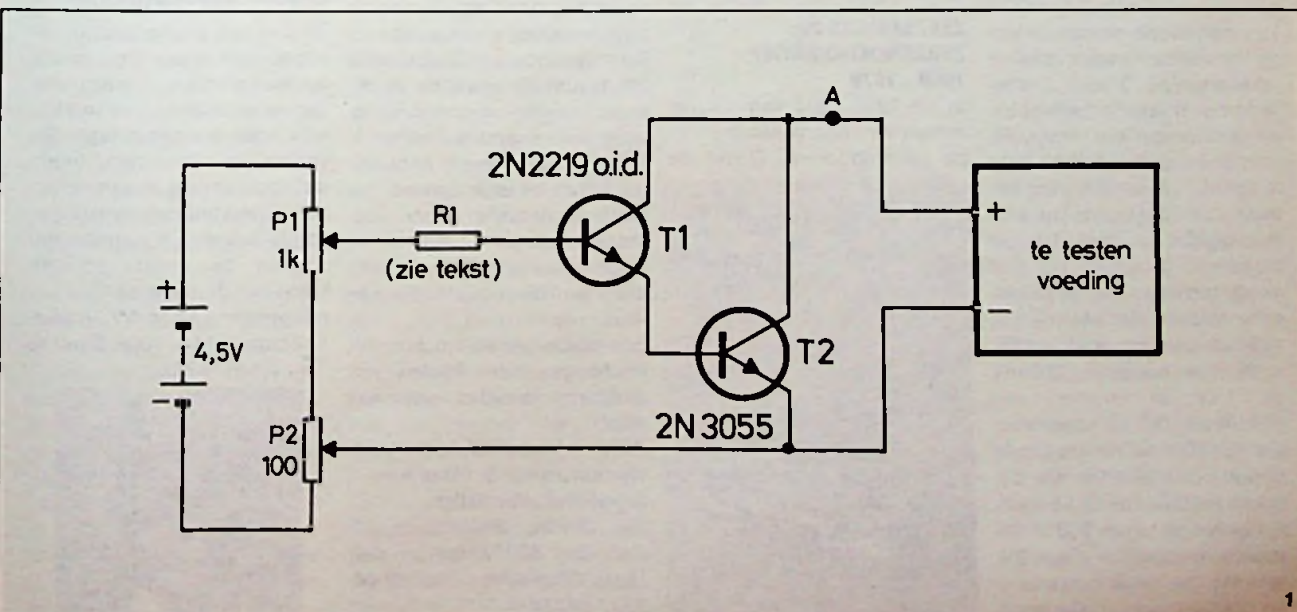 A
2N2219 o.i.d.
P1
1k
R1
(zie tekst)
T1
+
te testen
voeding
+
4,5V
−
−
T2
P2
100
2N3055
1